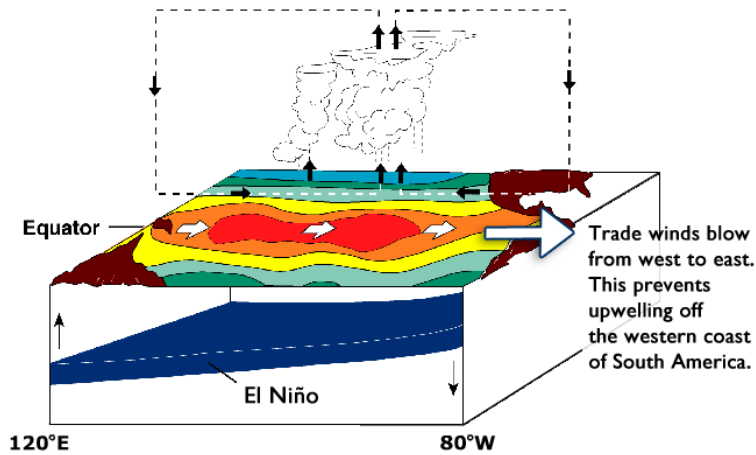 Equator
Trade winds blow
from west to east.
This prevents
upwelling off
the western coast
of South America.
El Niño
120°E
80°W